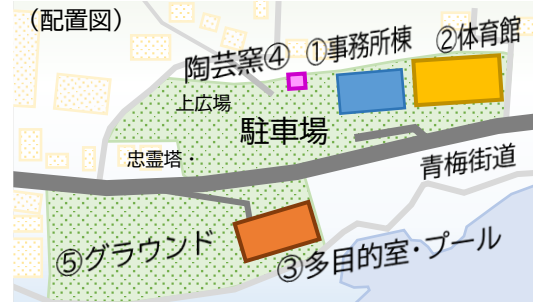 （配置図）
陶芸窯④
①事務所棟
②体育館
上広場
駐車場
忠霊塔・
青梅街道
⑤グラウンド
③多目的室・プール